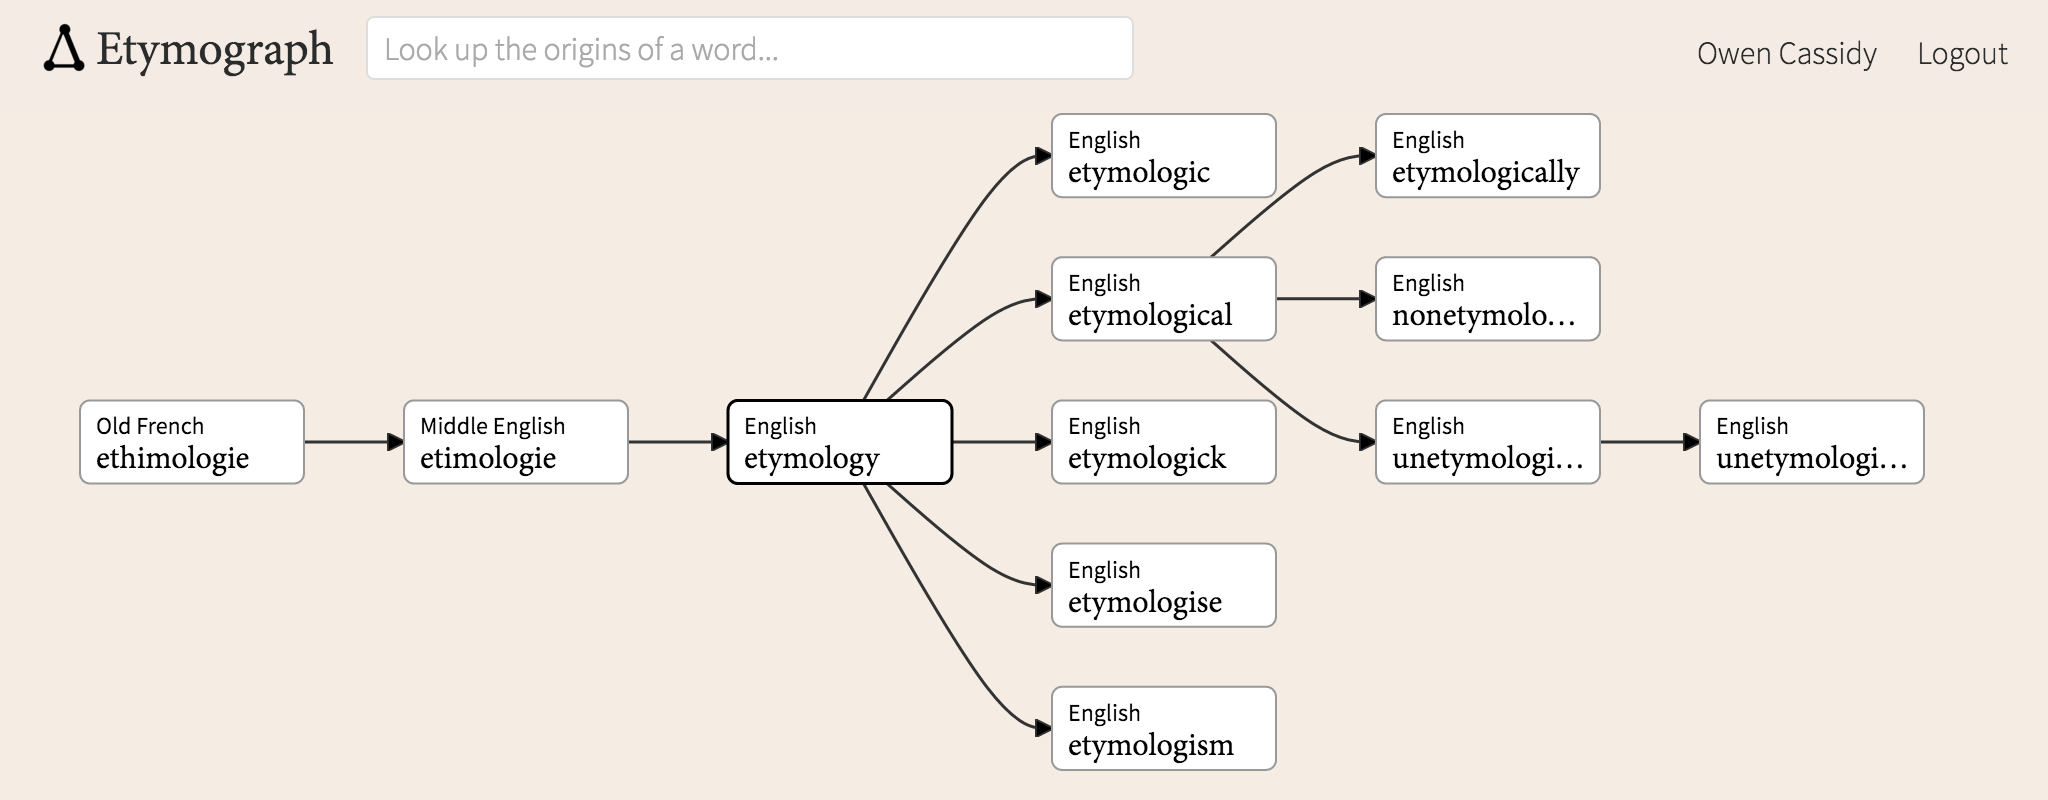 Etymograph
Look up the origins of a word...
Owen Cassidy
Logout
English
etymologic
English
etymologically
English
etymological
English
nonetymolo...
Old French
ethimologie
Middle English
etimologie
English
etymology
English
etymologick
English
unetymologi...
English
unetymologi...
English
etymologise
English
etymologism